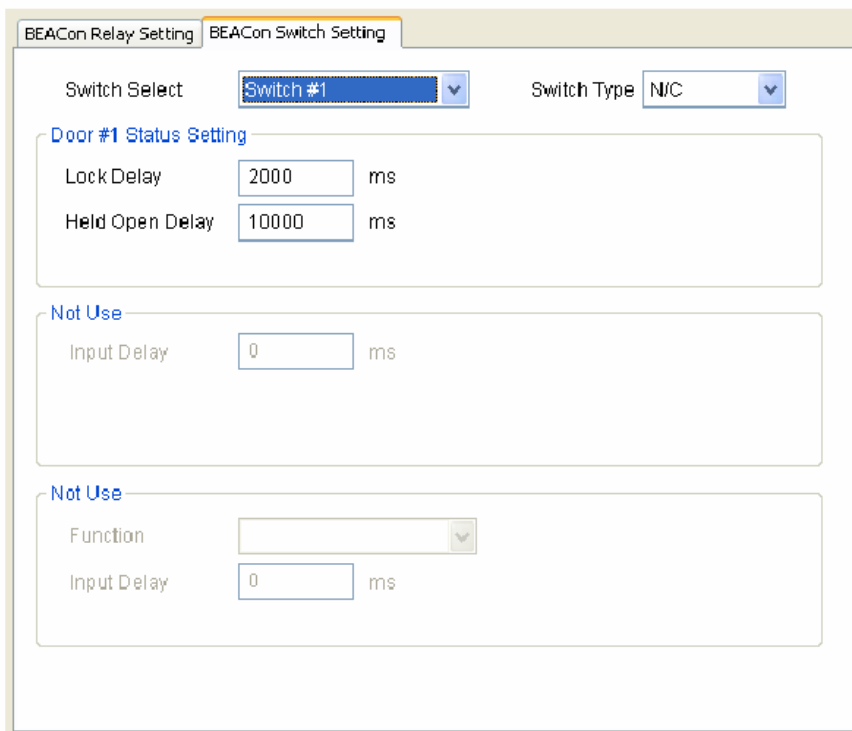 BEACon Relay Setting BEACon Switch Setting
Switch Select Switch #1 Switch Type N/C
Door #1 Status Setting
Lock Delay 2000 ms
Held Open Delay 10000 ms
Not Use
Input Delay 0 ms
Not Use
Function
Input Delay 0 ms